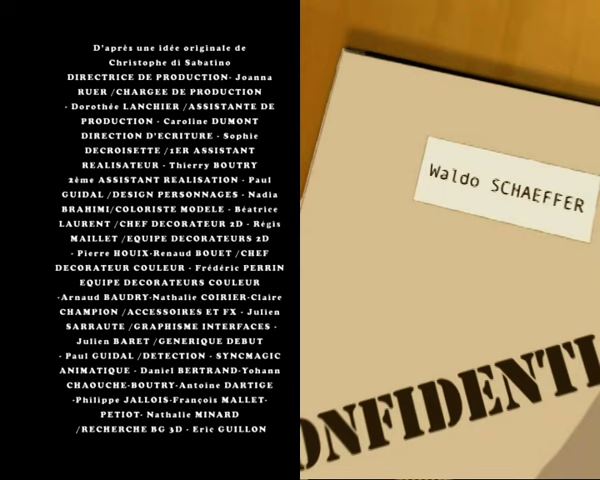 D'après une idée originale de
Christophe di Sabatino
DIRECTRICE DE PRODUCTION- Joanna
RUER /CHARGEE DE PRODUCTION
- Dorothée LANCHIER /ASSISTANTE DE
PRODUCTION - Caroline DUMONT
DIRECTION D'ECRITURE - Sophie
DECROISETTE /1ER ASSISTANT
REALISATEUR - Thierry BOUTRY
2ème ASSISTANT REALISATION - Paul
GUIDAL /DESIGN PERSONNAGES - Nadia
BRAHIMI/COLORISTE MODELE - Béatrice
LAURENT /CHEF DECORATEUR 2D - Régis
MAILLET /EQUIPE DECORATEURS 2D
- Pierre HOUIX-Renaud BOUET /CHEF
DECORATEUR COULEUR - Frédéric PERRIN
EQUIPE DECORATEURS COULEUR
-Arnaud BAUDRY-Nathalie COIRIER-Claire
CHAMPION /ACCESSOIRES ET FX - Julien
SARRAUTE /GRAPHISME INTERFACES -
Julien BARET /GENERIQUE DEBUT
- Paul GUIDAL /DETECTION - SYNCMAGIC
ANIMATIQUE - Daniel BERTRAND-Yohann
CHAOUCHE-BOUTRY-Antoine DARTIGE
-Philippe JALLOIS-François MALLET-
PETIOT- Nathalie MINARD
/RECHERCHE BG 3D - Eric GUILLON
Waldo SCHAEFFER
ONFIDENTI